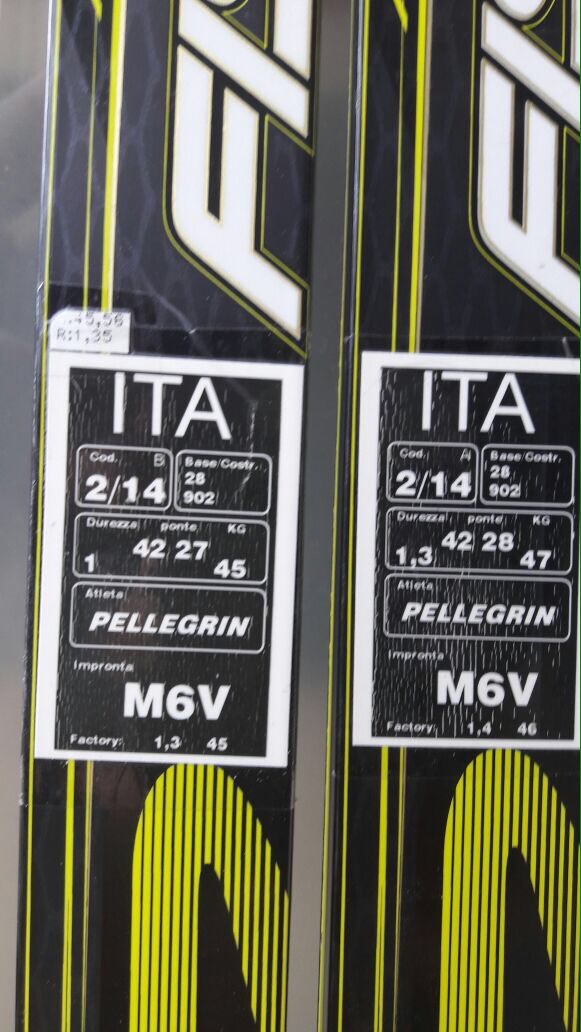 R:1,35
ITA
Cod. B
2/14
Base/Costr.
28
902
Durezza ponte KG
1 42 27 45
Atleta
PELLEGRIN
Impronta
M6V
Factory: 1,3 45
ITA
Cod. A
2/14
Base/Costr.
28
902
Durezza ponte KG
1,3 42 28 47
Atleta
PELLEGRIN
Impronta
M6V
Factory: 1,4 46